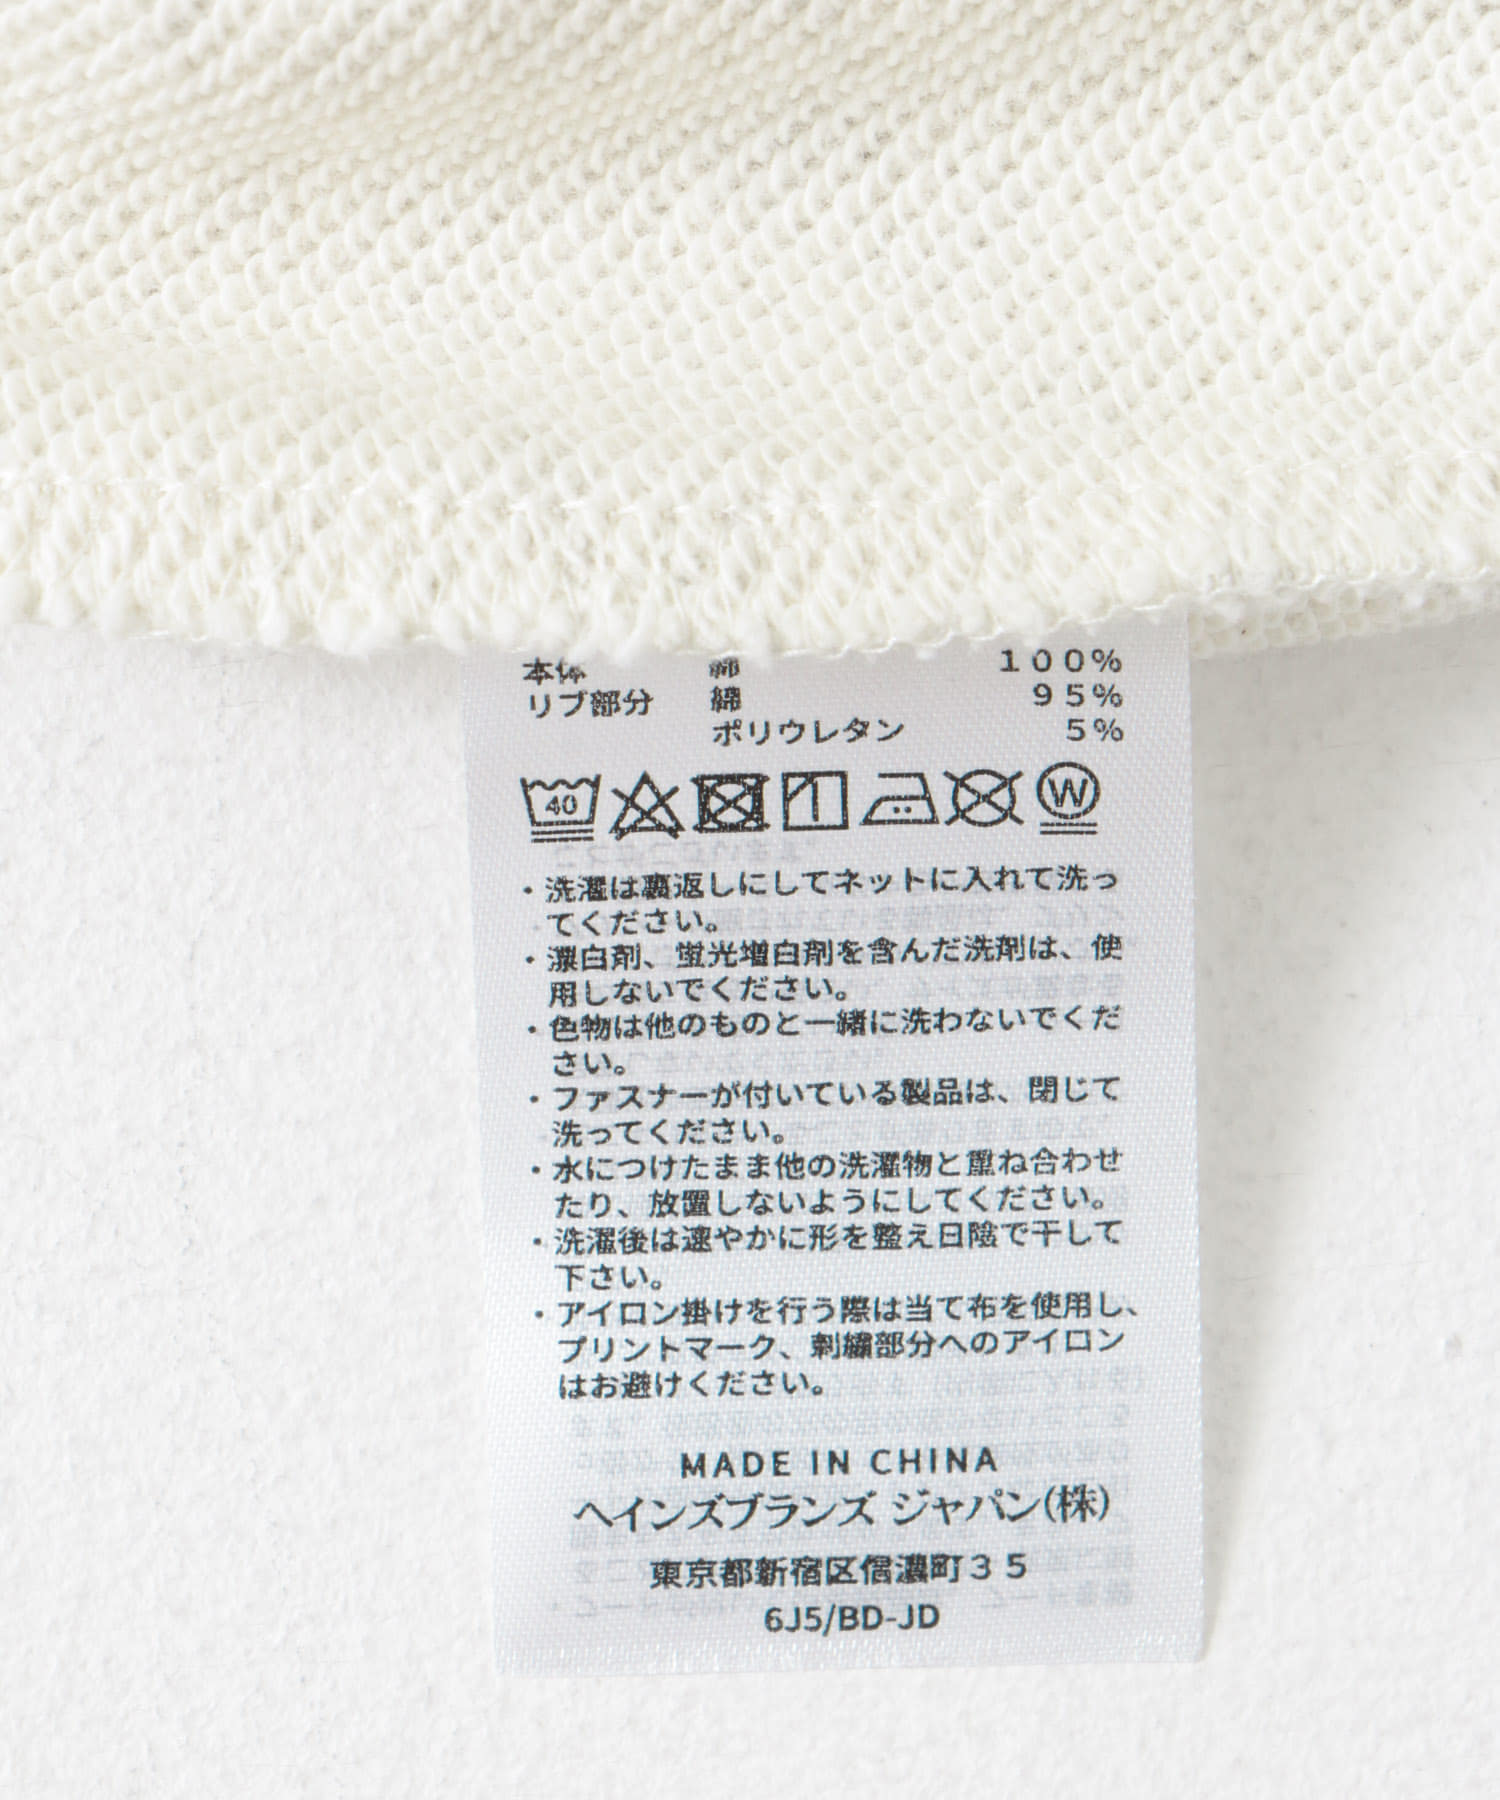 本体 綿 100%
リブ部分 綿 95%
ポリウレタン 5%
40
W
・洗濯は裏返しにしてネットに入れて洗っ
てください。
・漂白剤、蛍光増白剤を含んだ洗剤は、使
用しないでください。
・色物は他のものと一緒に洗わないでくだ
さい。
・ファスナーが付いている製品は、閉じて
洗ってください。
・水につけたまま他の洗濯物と重ね合わせ
たり、放置しないようにしてください。
・洗濯後は速やかに形を整え日陰で干して
下さい。
・アイロン掛けを行う際は当て布を使用し、
プリントマーク、刺繍部分へのアイロン
はお避けください。
MADE IN CHINA
ヘインズブランズ ジャパン(株)
東京都新宿区信濃町３５
6J5/BD-JD